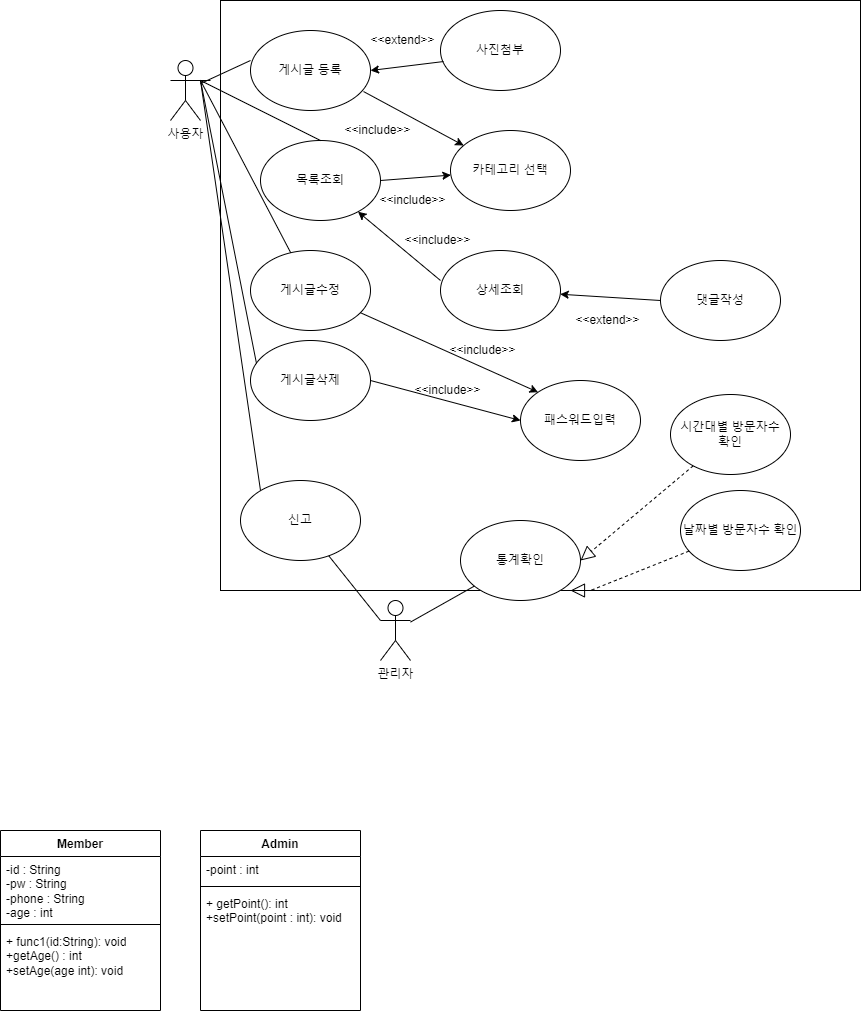 <<extend>>
사진첨부
게시글 등록
사용자
<<include>>
카테고리 선택
목록조회
<<include>>
<<include>>
게시글수정
상세조회
댓글작성
<<extend>>
<<include>>
게시글삭제
<<include>>
패스워드입력
시간대별 방문자수
확인
신고
날짜별 방문자수 확인
통계확인
관리자
Member
-id : String
-pw : String
-phone : String
-age : int
+ func1(id:String): void
+getAge() : int
+setAge(age int): void
Admin
-point : int
+ getPoint(): int
+setPoint(point : int): void